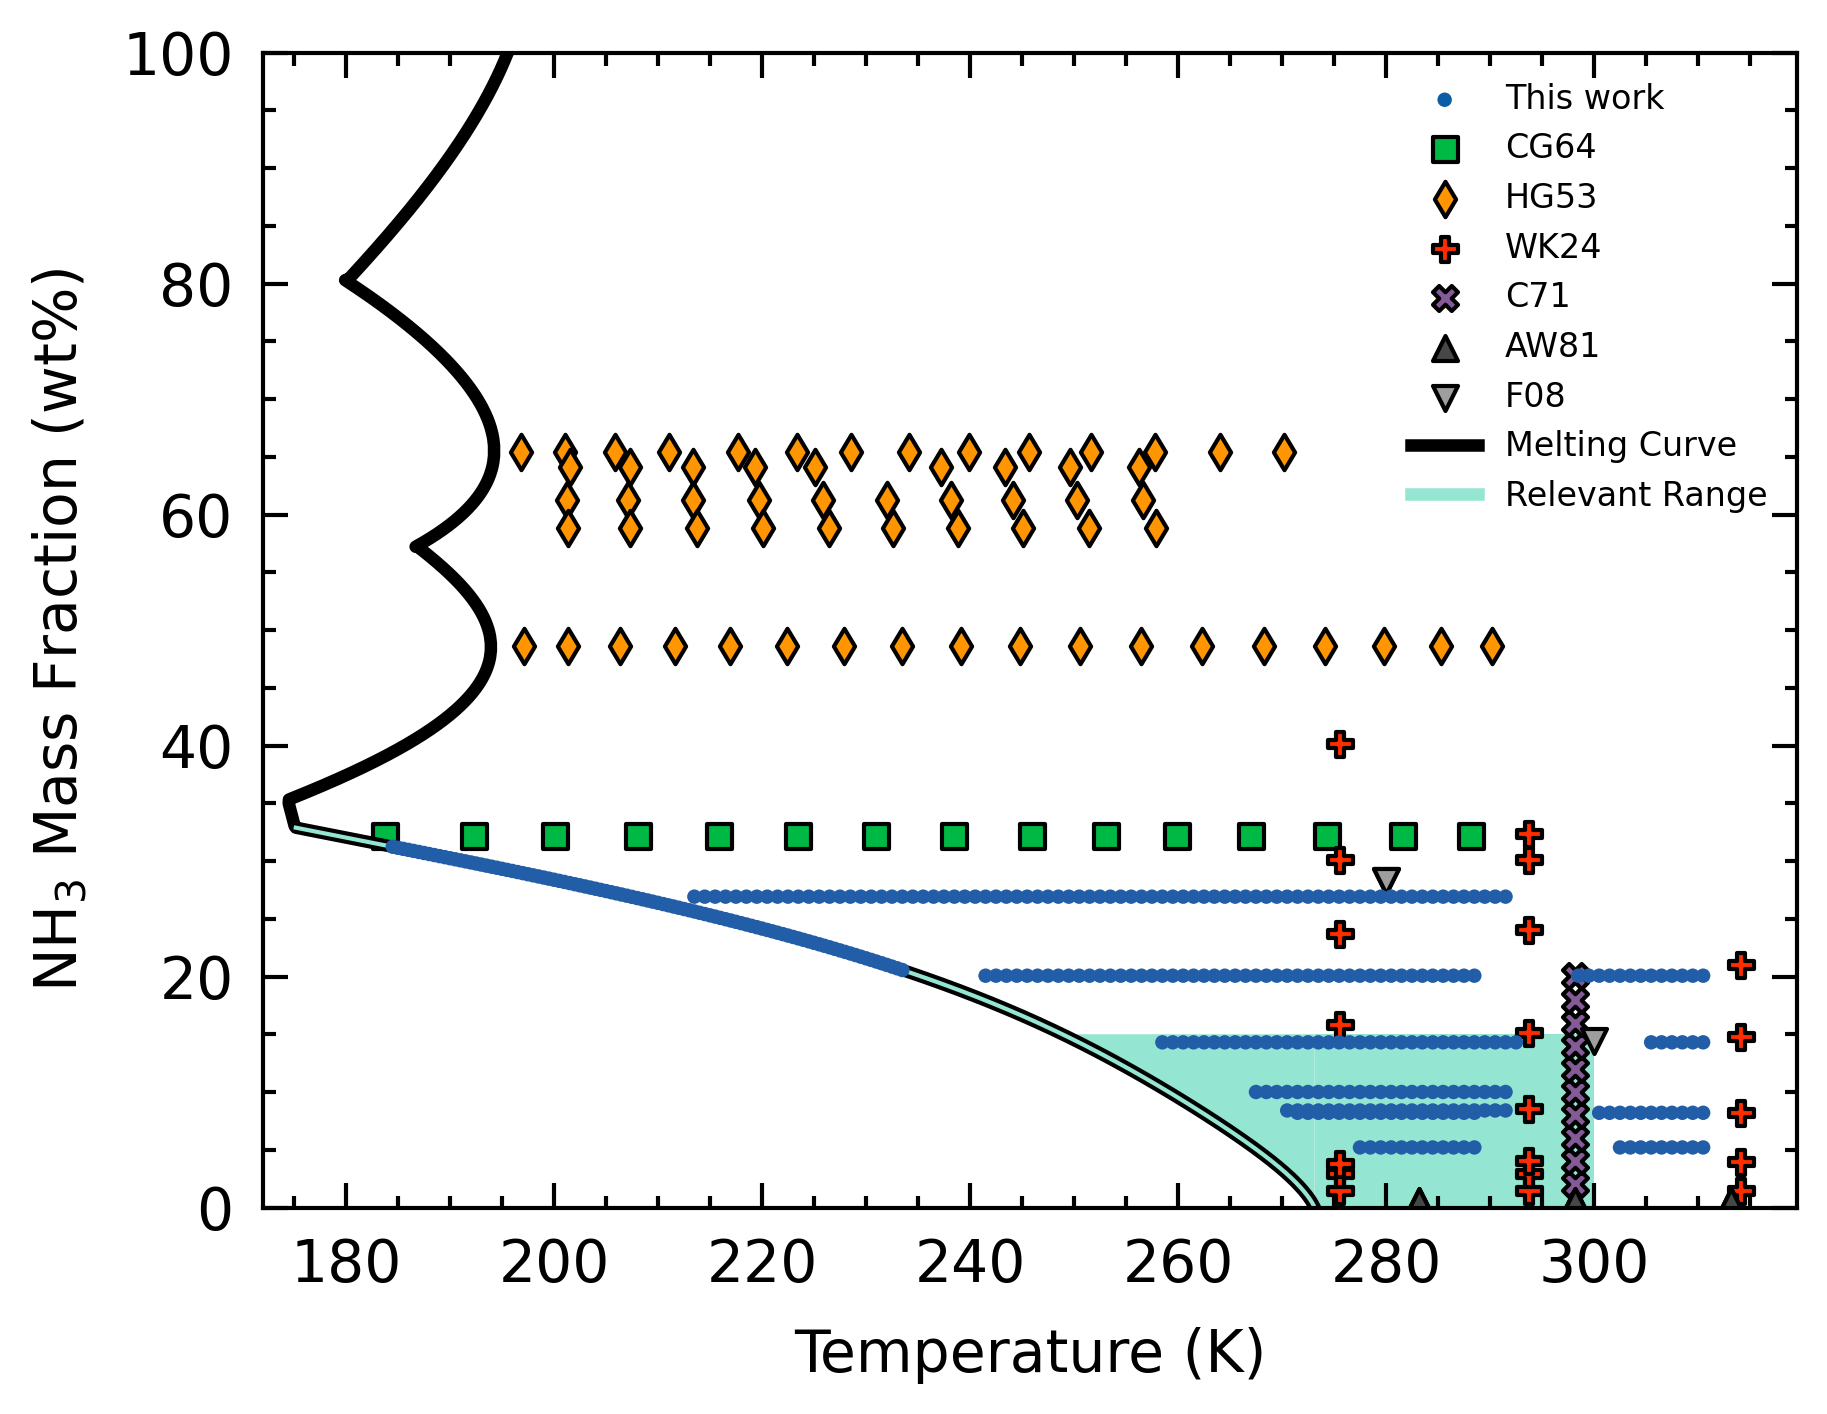 100
80
60
40
20
0
NH₃ Mass Fraction (wt%)
This work
CG64
HG53
WK24
C71
AW81
F08
Melting Curve
Relevant Range
180 200 220 240 260 280 300
Temperature (K)